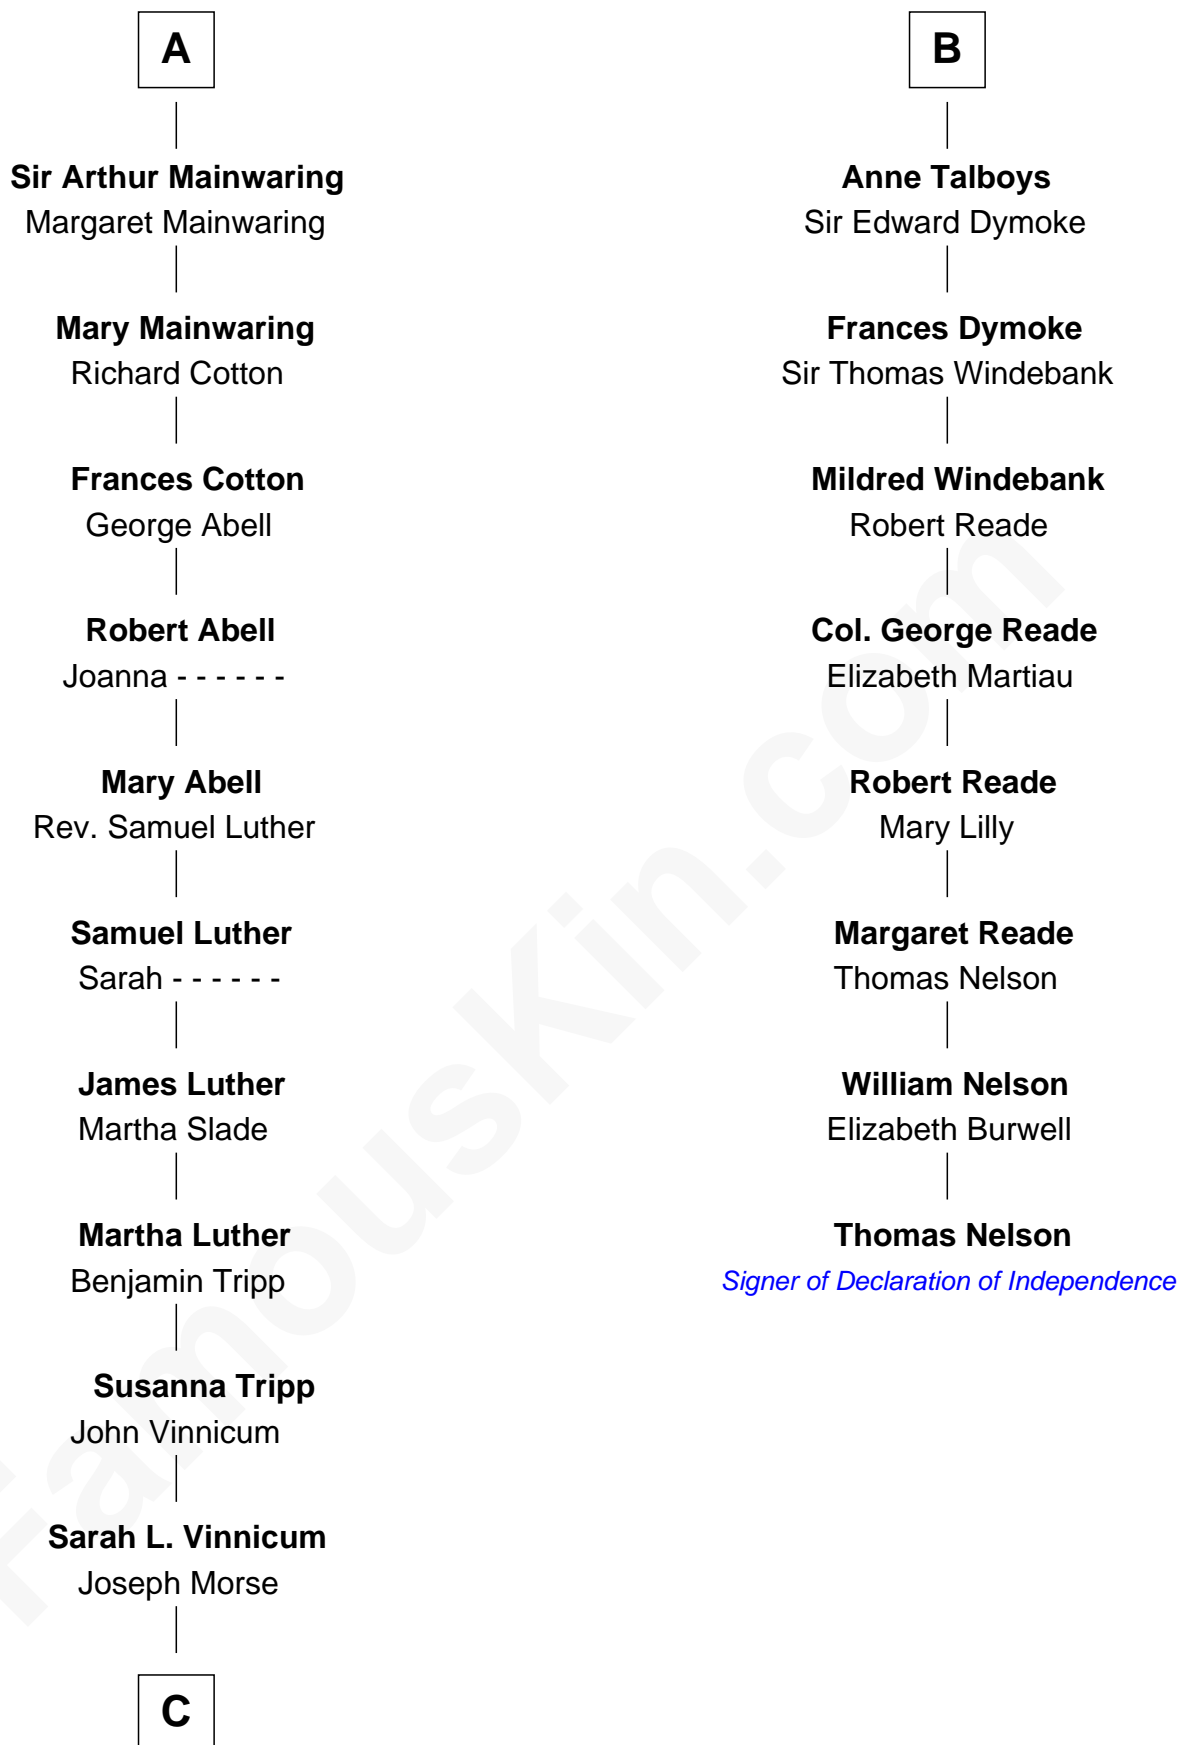 A
Sir Arthur Mainwaring
Margaret Mainwaring
Mary Mainwaring
Richard Cotton
Frances Cotton
George Abell
Robert Abell
Joanna - - - - - -
Mary Abell
Rev. Samuel Luther
Samuel Luther
Sarah - - - - - -
James Luther
Martha Slade
Martha Luther
Benjamin Tripp
Susanna Tripp
John Vinnicum
Sarah L. Vinnicum
Joseph Morse
C
B
Anne Talboys
Sir Edward Dymoke
Frances Dymoke
Sir Thomas Windebank
Mildred Windebank
Robert Reade
Col. George Reade
Elizabeth Martiau
Robert Reade
Mary Lilly
Margaret Reade
Thomas Nelson
William Nelson
Elizabeth Burwell
Thomas Nelson
Signer of Declaration of Independence
FamousKin.com